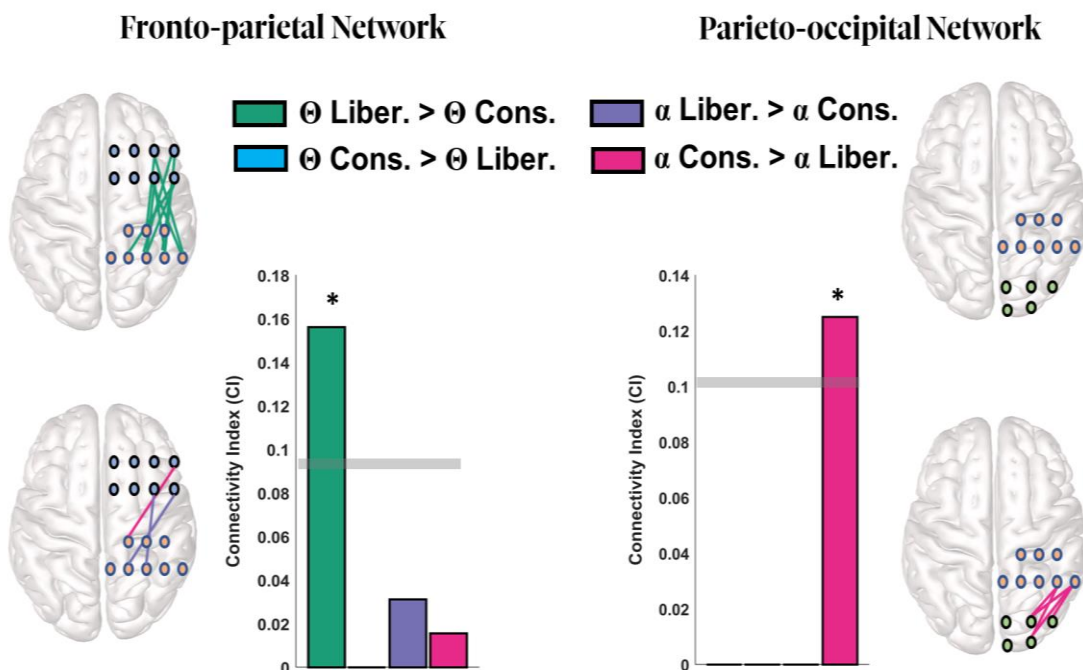 Fronto-parietal Network
Parieto-occipital Network
Θ Liber. > Θ Cons.
α Liber. > α Cons.
Θ Cons. > Θ Liber.
α Cons. > α Liber.
Connectivity Index (CI)
0.18
0.16
0.14
0.12
0.1
0.08
0.06
0.04
0.02
0
*
Connectivity Index (CI)
0.14
0.12
0.1
0.08
0.06
0.04
0.02
0
*